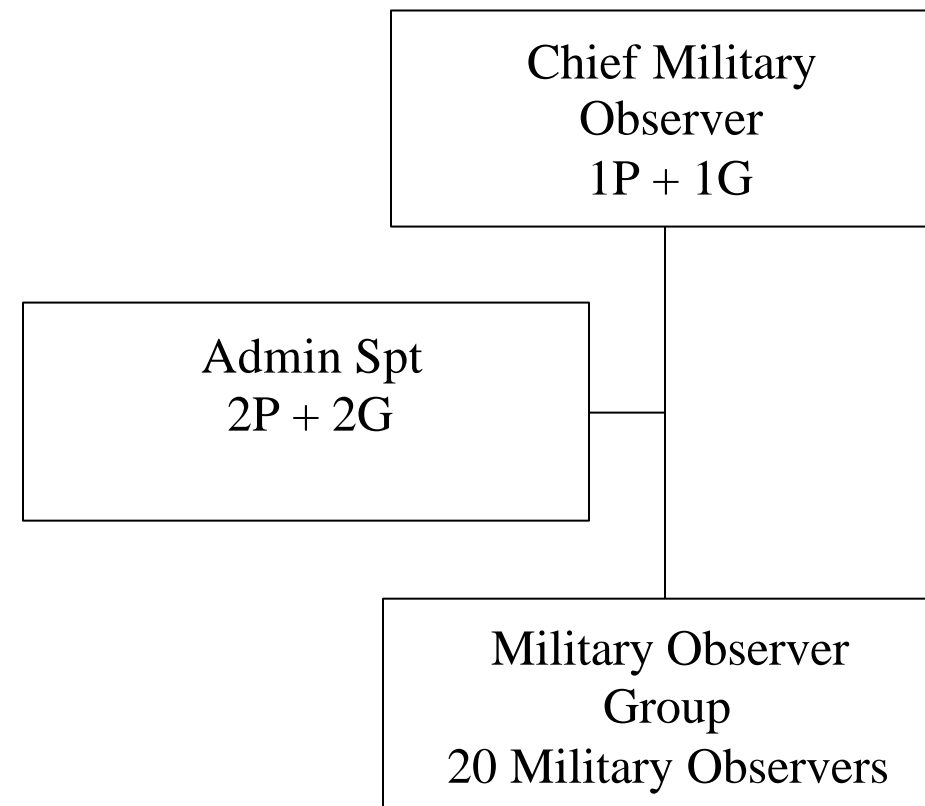 Chief Military
Observer
1P + 1G
Admin Spt
2P + 2G
Military Observer
Group
20 Military Observers